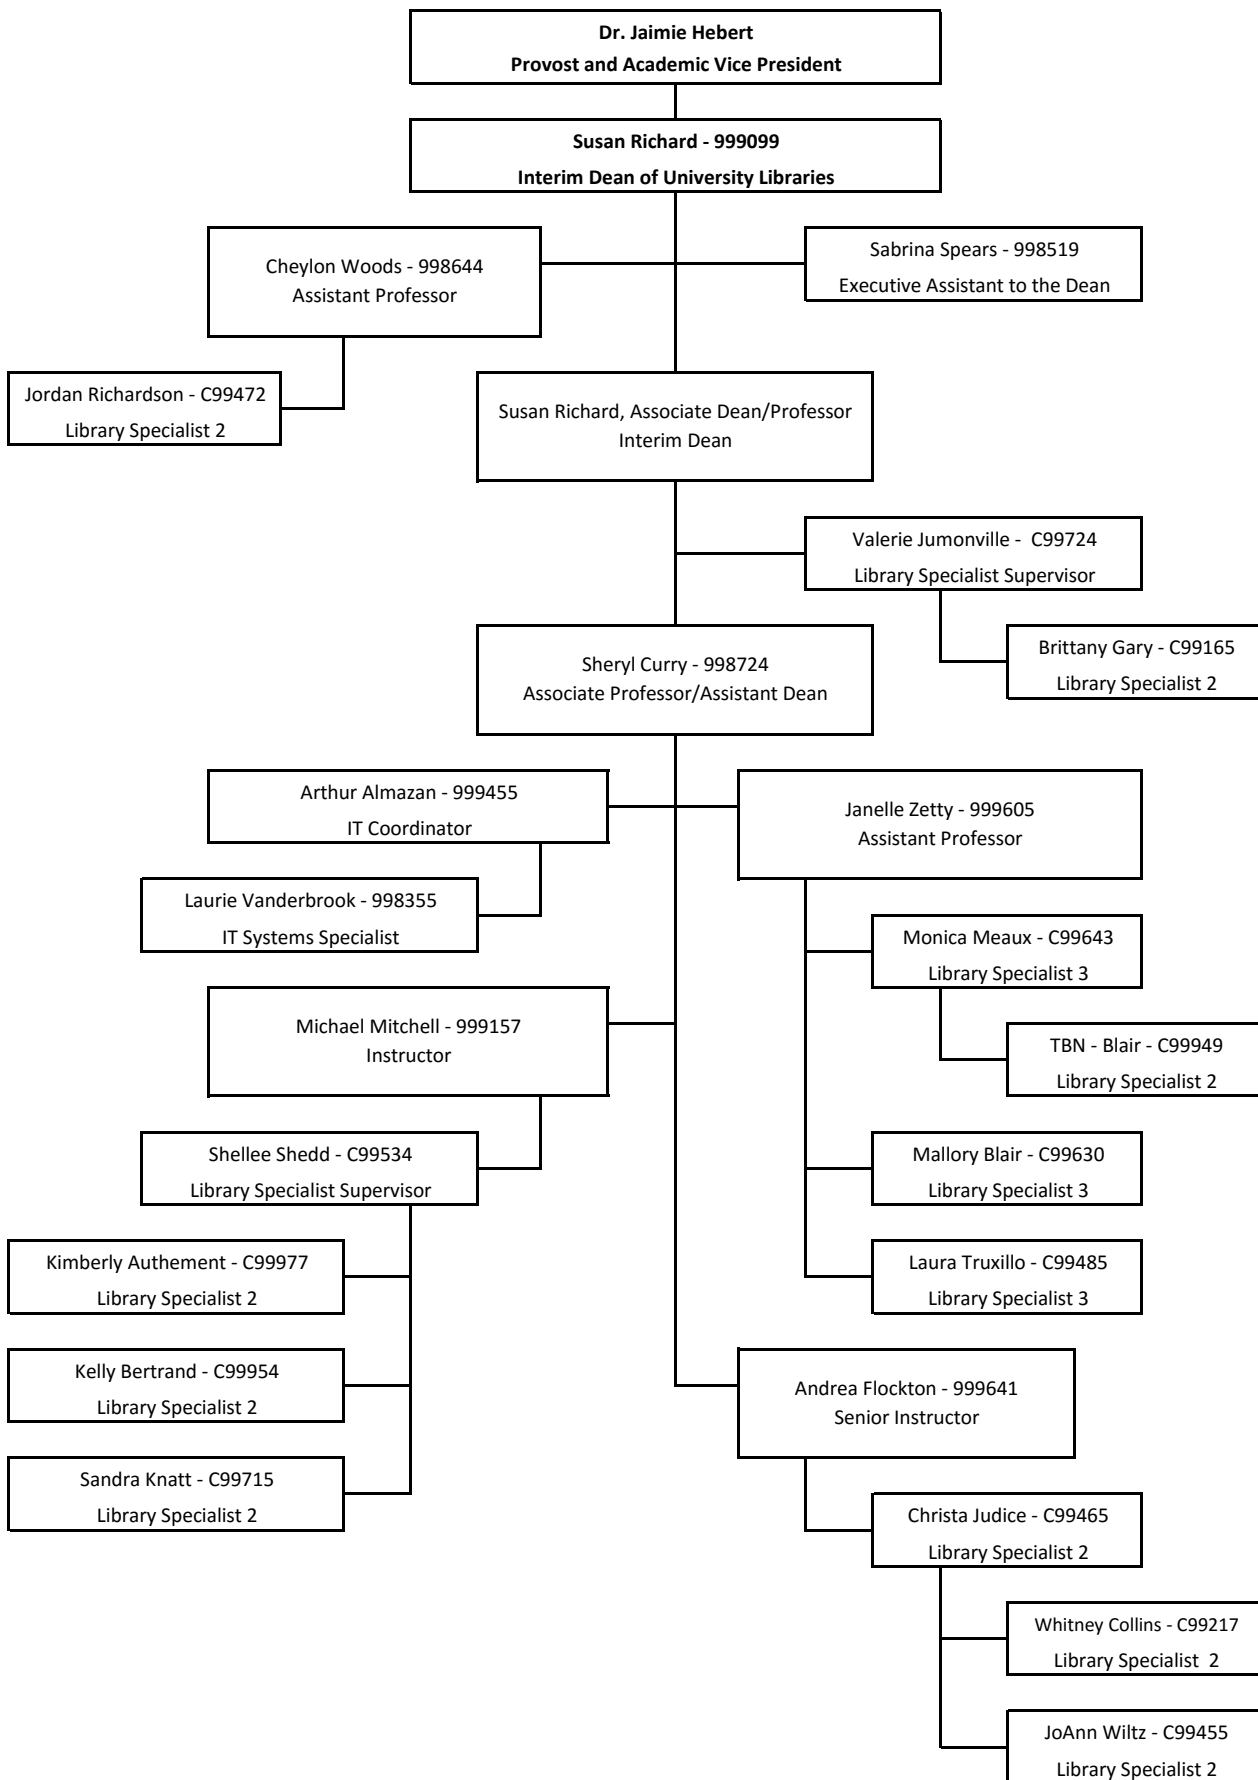 Dr. Jaimie Hebert
Provost and Academic Vice President
Susan Richard - 999099
Interim Dean of University Libraries
Cheylon Woods - 998644
Assistant Professor
Sabrina Spears - 998519
Executive Assistant to the Dean
Jordan Richardson - C99472
Library Specialist 2
Susan Richard, Associate Dean/Professor
Interim Dean
Valerie Jumonville -  C99724
Library Specialist Supervisor
Brittany Gary - C99165
Library Specialist 2
Sheryl Curry - 998724
Associate Professor/Assistant Dean
Arthur Almazan - 999455
IT Coordinator
Janelle Zetty - 999605
Assistant Professor
Laurie Vanderbrook - 998355
IT Systems Specialist
Monica Meaux - C99643
Library Specialist 3
Michael Mitchell - 999157
Instructor
TBN - Blair - C99949
Library Specialist 2
Shellee Shedd - C99534
Library Specialist Supervisor
Mallory Blair - C99630
Library Specialist 3
Kimberly Authement - C99977
Library Specialist 2
Laura Truxillo - C99485
Library Specialist 3
Kelly Bertrand - C99954
Library Specialist 2
Andrea Flockton - 999641
Senior Instructor
Sandra Knatt - C99715
Library Specialist 2
Christa Judice - C99465
Library Specialist 2
Whitney Collins - C99217
Library Specialist  2
JoAnn Wiltz - C99455
Library Specialist 2